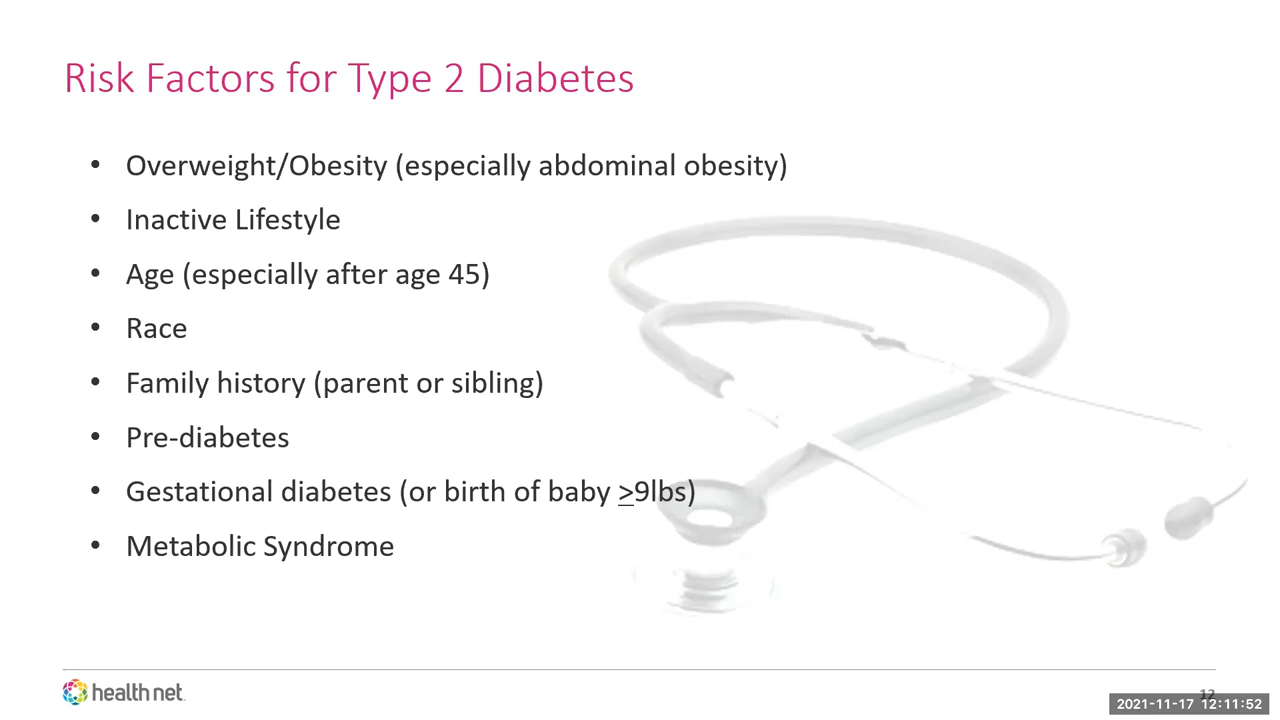 Risk Factors for Type 2 Diabetes
• Overweight/Obesity (especially abdominal obesity)
• Inactive Lifestyle
• Age (especially after age 45)
• Race
• Family history (parent or sibling)
• Pre-diabetes
• Gestational diabetes (or birth of baby ≥9lbs)
• Metabolic Syndrome
health net
12
2021-11-17 12:11:52